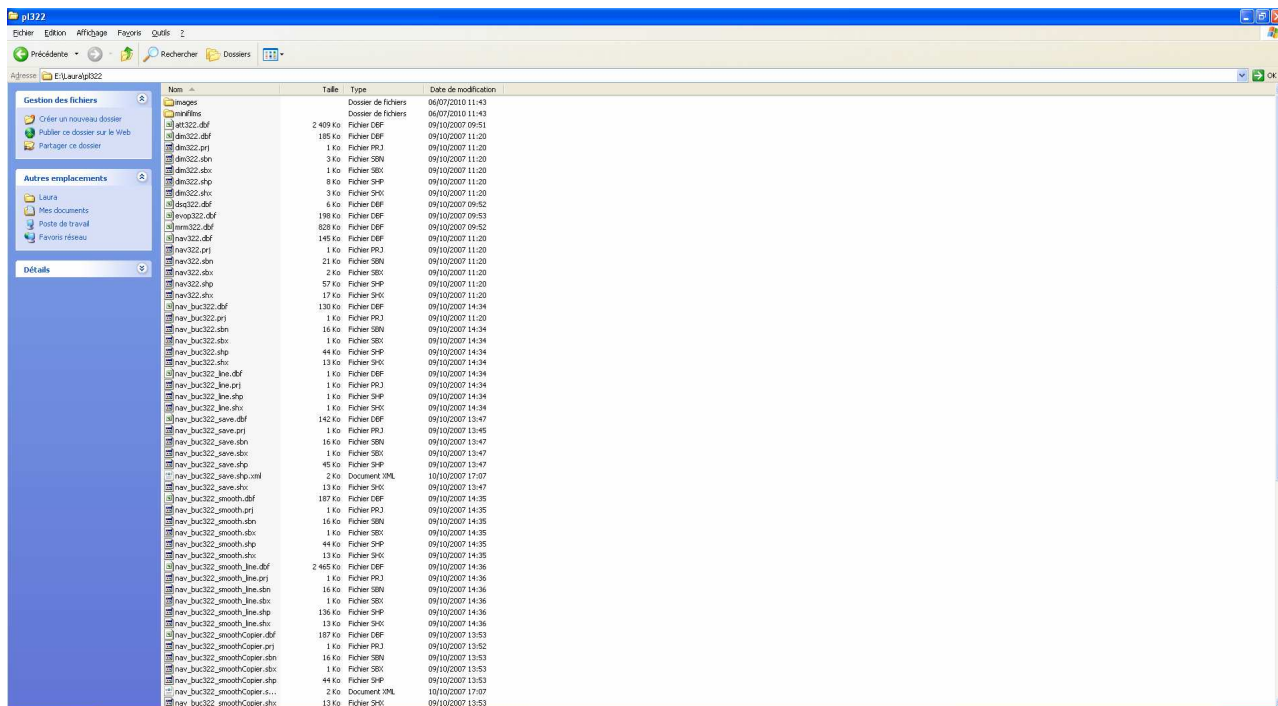 pl322
Fichier Edition Affichage Favoris Outils ?
Précédente Rechercher Dossiers
Adresse E:\Laura\pl322 OK
Nom Taille Type Date de modification
Gestion des fichiers
Créer un nouveau dossier
Publier ce dossier sur le Web
Partager ce dossier
Autres emplacements
Laura
Mes documents
Poste de travail
Favoris réseau
Détails
images Dossier de fichiers 06/07/2010 11:43
minifilms Dossier de fichiers 06/07/2010 11:43
att322.dbf 2 409 Ko Fichier DBF 09/10/2007 09:51
dim322.dbf 185 Ko Fichier DBF 09/10/2007 11:20
dim322.prj 1 Ko Fichier PRJ 09/10/2007 11:20
dim322.sbn 3 Ko Fichier SBN 09/10/2007 11:20
dim322.sbx 1 Ko Fichier SBX 09/10/2007 11:20
dim322.shp 8 Ko Fichier SHP 09/10/2007 11:20
dim322.shx 3 Ko Fichier SHX 09/10/2007 11:20
dsq322.dbf 6 Ko Fichier DBF 09/10/2007 09:52
evop322.dbf 198 Ko Fichier DBF 09/10/2007 09:53
mrm322.dbf 828 Ko Fichier DBF 09/10/2007 09:52
nav322.dbf 145 Ko Fichier DBF 09/10/2007 11:20
nav322.prj 1 Ko Fichier PRJ 09/10/2007 11:20
nav322.sbn 21 Ko Fichier SBN 09/10/2007 11:20
nav322.sbx 2 Ko Fichier SBX 09/10/2007 11:20
nav322.shp 57 Ko Fichier SHP 09/10/2007 11:20
nav322.shx 17 Ko Fichier SHX 09/10/2007 11:20
nav_buc322.dbf 130 Ko Fichier DBF 09/10/2007 14:34
nav_buc322.prj 1 Ko Fichier PRJ 09/10/2007 11:20
nav_buc322.sbn 16 Ko Fichier SBN 09/10/2007 14:34
nav_buc322.sbx 1 Ko Fichier SBX 09/10/2007 14:34
nav_buc322.shp 44 Ko Fichier SHP 09/10/2007 14:34
nav_buc322.shx 13 Ko Fichier SHX 09/10/2007 14:34
nav_buc322_line.dbf 1 Ko Fichier DBF 09/10/2007 14:34
nav_buc322_line.prj 1 Ko Fichier PRJ 09/10/2007 14:34
nav_buc322_line.shp 1 Ko Fichier SHP 09/10/2007 14:34
nav_buc322_line.shx 1 Ko Fichier SHX 09/10/2007 14:34
nav_buc322_save.dbf 142 Ko Fichier DBF 09/10/2007 13:47
nav_buc322_save.prj 1 Ko Fichier PRJ 09/10/2007 13:45
nav_buc322_save.sbn 16 Ko Fichier SBN 09/10/2007 13:47
nav_buc322_save.sbx 1 Ko Fichier SBX 09/10/2007 13:47
nav_buc322_save.shp 45 Ko Fichier SHP 09/10/2007 13:47
nav_buc322_save.shp.xml 2 Ko Document XML 10/10/2007 17:07
nav_buc322_save.shx 13 Ko Fichier SHX 09/10/2007 13:47
nav_buc322_smooth.dbf 187 Ko Fichier DBF 09/10/2007 14:35
nav_buc322_smooth.prj 1 Ko Fichier PRJ 09/10/2007 14:35
nav_buc322_smooth.sbn 16 Ko Fichier SBN 09/10/2007 14:35
nav_buc322_smooth.sbx 1 Ko Fichier SBX 09/10/2007 14:35
nav_buc322_smooth.shp 44 Ko Fichier SHP 09/10/2007 14:35
nav_buc322_smooth.shx 13 Ko Fichier SHX 09/10/2007 14:35
nav_buc322_smooth_line.dbf 2 465 Ko Fichier DBF 09/10/2007 14:36
nav_buc322_smooth_line.prj 1 Ko Fichier PRJ 09/10/2007 14:36
nav_buc322_smooth_line.sbn 16 Ko Fichier SBN 09/10/2007 14:36
nav_buc322_smooth_line.sbx 1 Ko Fichier SBX 09/10/2007 14:36
nav_buc322_smooth_line.shp 136 Ko Fichier SHP 09/10/2007 14:36
nav_buc322_smooth_line.shx 13 Ko Fichier SHX 09/10/2007 14:36
nav_buc322_smoothCopier.dbf 187 Ko Fichier DBF 09/10/2007 13:53
nav_buc322_smoothCopier.prj 1 Ko Fichier PRJ 09/10/2007 13:52
nav_buc322_smoothCopier.sbn 16 Ko Fichier SBN 09/10/2007 13:53
nav_buc322_smoothCopier.sbx 1 Ko Fichier SBX 09/10/2007 13:53
nav_buc322_smoothCopier.shp 44 Ko Fichier SHP 09/10/2007 13:53
nav_buc322_smoothCopier.s... 2 Ko Document XML 10/10/2007 17:07
nav_buc322_smoothCopier.shx 13 Ko Fichier SHX 09/10/2007 13:53